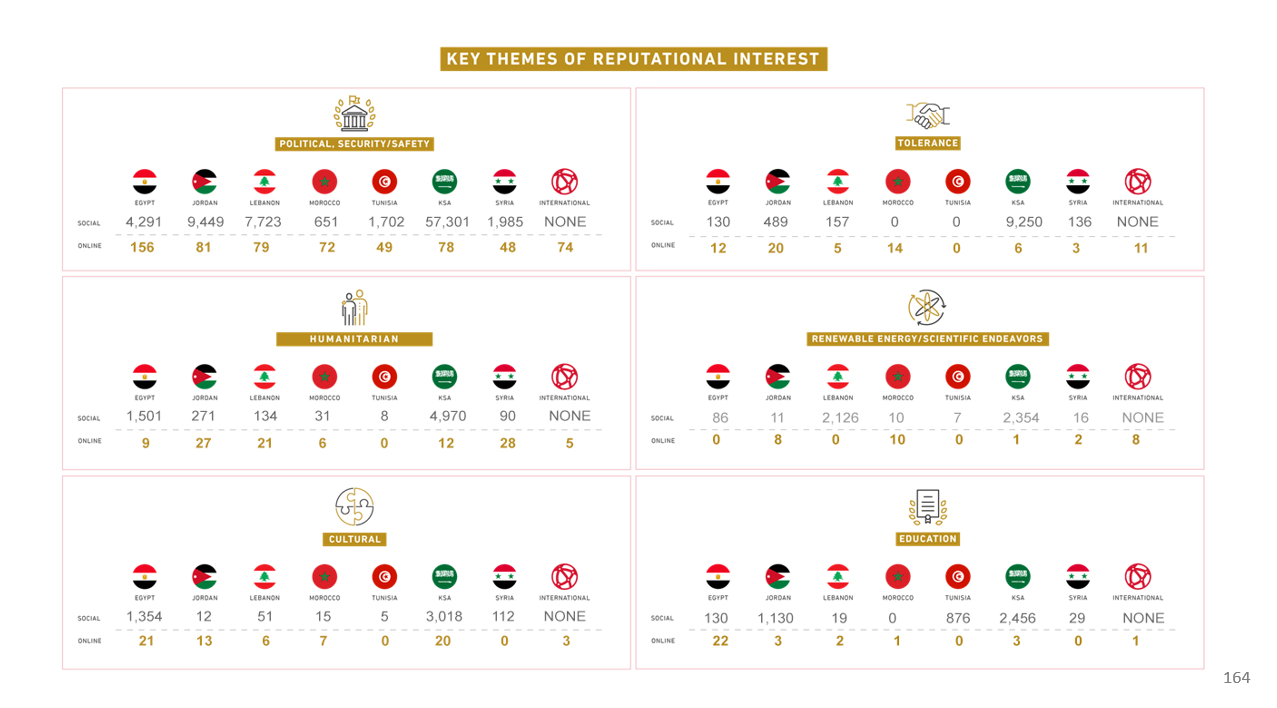 KEY THEMES OF REPUTATIONAL INTEREST
POLITICAL, SECURITY/SAFETY
EGYPT JORDAN LEBANON MOROCCO TUNISIA KSA SYRIA INTERNATIONAL
SOCIAL 4,291 9,449 7,723 651 1,702 57,301 1,985 NONE
ONLINE 156 81 79 72 49 78 48 74
TOLERANCE
EGYPT JORDAN LEBANON MOROCCO TUNISIA KSA SYRIA INTERNATIONAL
SOCIAL 130 489 157 0 0 9,250 136 NONE
ONLINE 12 20 5 14 0 6 3 11
HUMANITARIAN
EGYPT JORDAN LEBANON MOROCCO TUNISIA KSA SYRIA INTERNATIONAL
SOCIAL 1,501 271 134 31 8 4,970 90 NONE
ONLINE 9 27 21 6 0 12 28 5
RENEWABLE ENERGY/SCIENTIFIC ENDEAVORS
EGYPT JORDAN LEBANON MOROCCO TUNISIA KSA SYRIA INTERNATIONAL
SOCIAL 86 11 2,126 10 7 2,354 16 NONE
ONLINE 0 8 0 10 0 1 2 8
CULTURAL
EGYPT JORDAN LEBANON MOROCCO TUNISIA KSA SYRIA INTERNATIONAL
SOCIAL 1,354 12 51 15 5 3,018 112 NONE
ONLINE 21 13 6 7 0 20 0 3
EDUCATION
EGYPT JORDAN LEBANON MOROCCO TUNISIA KSA SYRIA INTERNATIONAL
SOCIAL 130 1,130 19 0 876 2,456 29 NONE
ONLINE 22 3 2 1 0 3 0 1
164